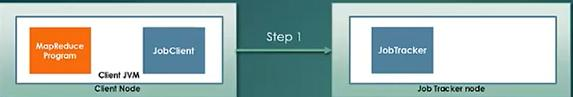 MapReduce
Program
JobClient
Client JVM
Client Node
Step 1
JobTracker
Job Tracker node